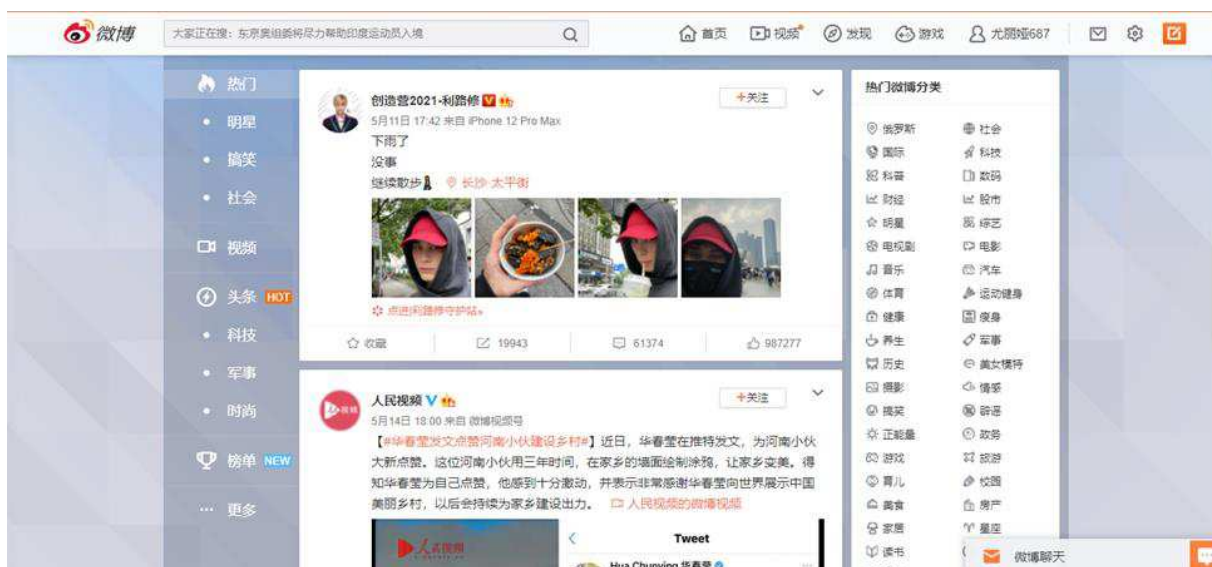 微博
大家正在搜：东京奥组委将尽力帮助印度运动员入境
首页
视频
发现
游戏
尤丽娅687
热门
明星
搞笑
社会
视频
头条 HOT
科技
军事
时尚
榜单 NEW
更多
创造营2021-利路修
+关注
5月11日 17:42 来自 iPhone 12 Pro Max
下雨了
没事
继续散步 长沙·太平街
点进利路修守护站»
收藏
19943
61374
987277
人民视频
+关注
5月14日 18:00 来自 微博视频号
【#华春莹发文点赞河南小伙建设乡村#】近日，华春莹在推特发文，为河南小伙
大新点赞。这位河南小伙用三年时间，在家乡的墙面绘制涂鸦，让家乡变美。得
知华春莹为自己点赞，他感到十分激动，并表示非常感谢华春莹向世界展示中国
美丽乡村，以后会持续为家乡建设出力。 人民视频的微博视频
人民视频
Tweet
Hua Chunying 华春莹
热门微博分类
俄罗斯 社会
国际 科技
科普 数码
财经 股市
明星 综艺
电视剧 电影
音乐 汽车
体育 运动健身
健康 瘦身
养生 军事
历史 美女模特
摄影 情感
搞笑 辟谣
正能量 政务
游戏 旅游
育儿 校园
美食 房产
家居 星座
读书
微博聊天